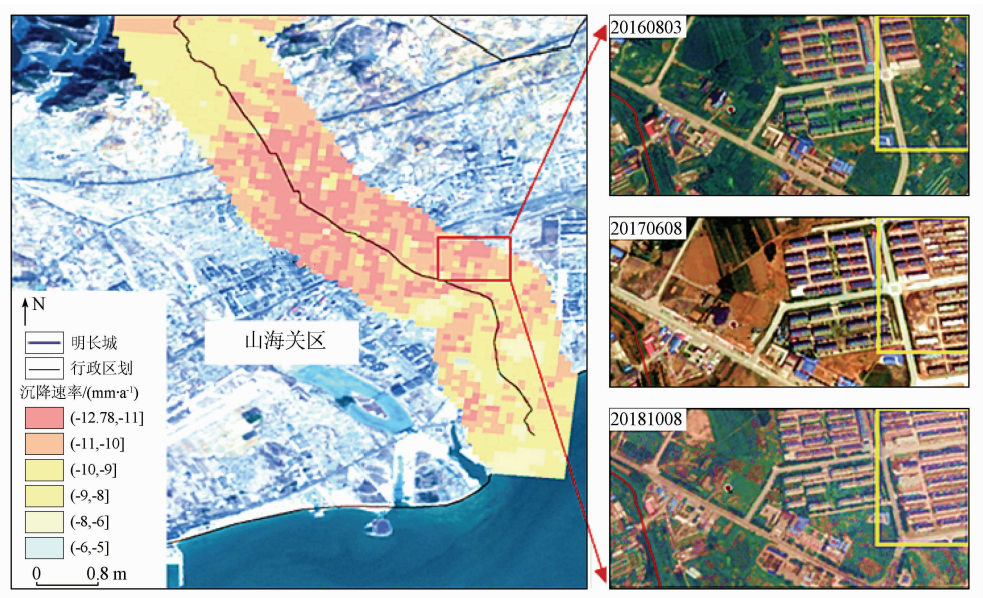 20160803
20170608
20181008
山海关区
N
明长城
行政区划
沉降速率/(mm·a⁻¹)
(-12.78,-11]
(-11,-10]
(-10,-9]
(-9,-8]
(-8,-6]
(-6,-5]
0 0.8 m